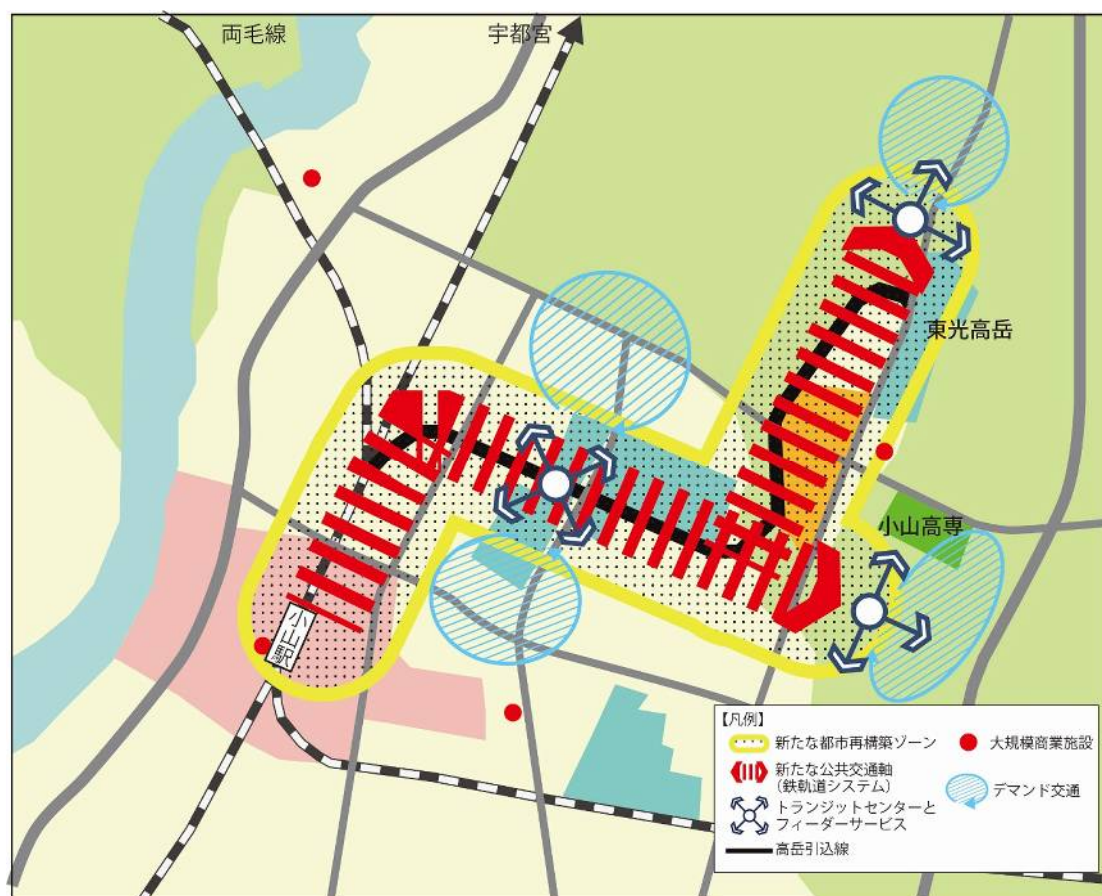 両毛線
宇都宮
東光高岳
小山高専
小山駅
【凡例】
新たな都市再構築ゾーン
新たな公共交通軸
（鉄軌道システム）
トランジットセンターと
フィーダーサービス
高岳引込線
大規模商業施設
デマンド交通